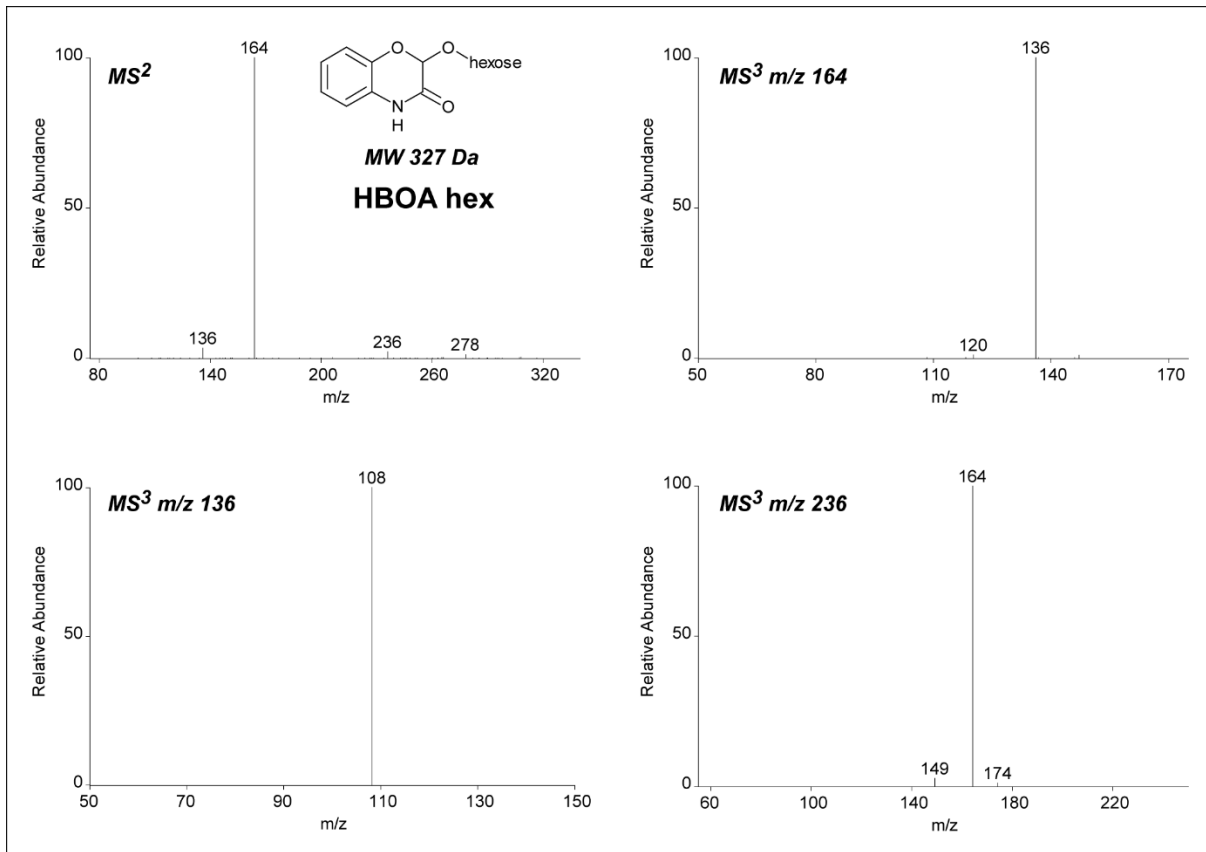 MS²
100
50
0
Relative Abundance
164
136
236
278
80 140 200 260 320
m/z
O O
hexose
N O
H
MW 327 Da
HBOA hex
MS³ m/z 164
100
50
0
Relative Abundance
136
120
50 80 110 140 170
m/z
MS³ m/z 136
100
50
0
Relative Abundance
108
50 70 90 110 130 150
m/z
MS³ m/z 236
100
50
0
Relative Abundance
164
149
174
60 100 140 180 220
m/z